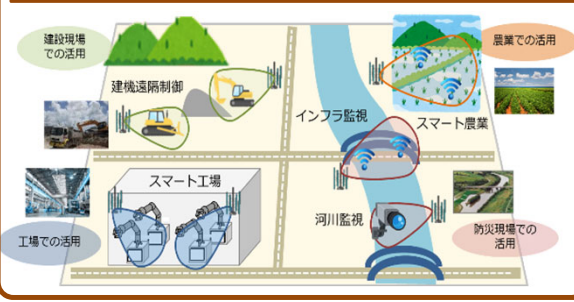 建設現場
での活用
農業での活用
建機遠隔制御
インフラ監視
スマート農業
スマート工場
河川監視
工場での活用
防災現場での
活用